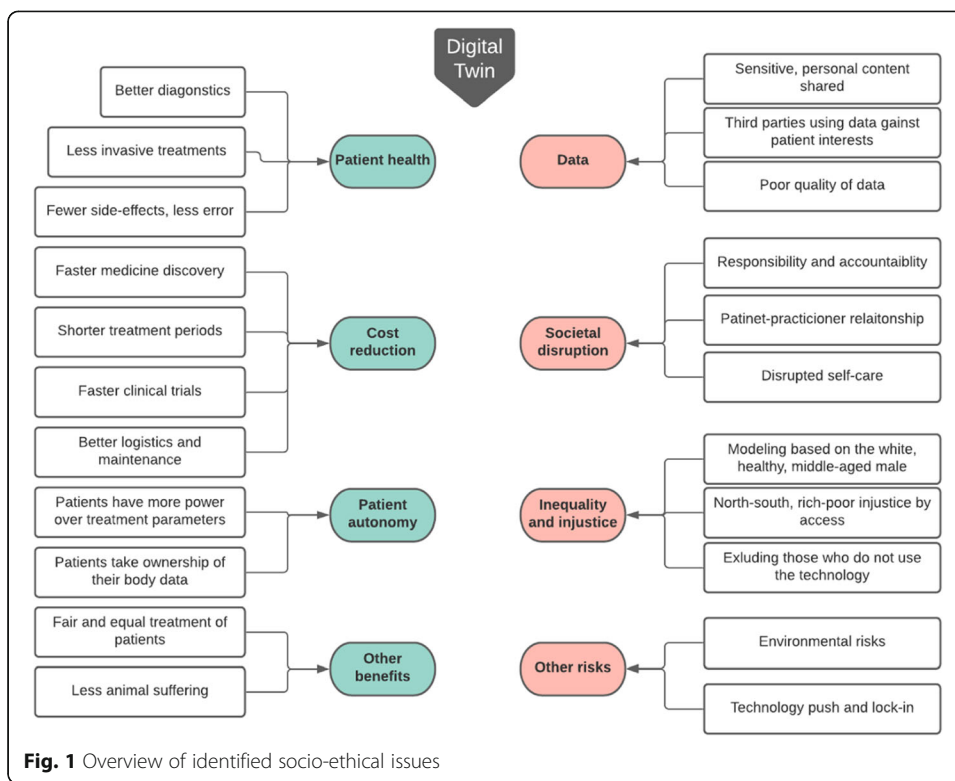 Digital
Twin
Better diagonstics
Less invasive treatments
Fewer side-effects, less error
Patient health
Faster medicine discovery
Shorter treatment periods
Faster clinical trials
Better logistics and
maintenance
Cost
reduction
Patients have more power
over treatment parameters
Patients take ownership of
their body data
Patient
autonomy
Fair and equal treatment of
patients
Less animal suffering
Other
benefits
Sensitive, personal content
shared
Third parties using data gainst
patient interests
Poor quality of data
Data
Responsibility and accountaiblity
Patinet-practicioner relaitonship
Disrupted self-care
Societal
disruption
Modeling based on the white,
healthy, middle-aged male
North-south, rich-poor injustice by
access
Exluding those who do not use
the technology
Inequality
and injustice
Environmental risks
Technology push and lock-in
Other risks
Fig. 1 Overview of identified socio-ethical issues